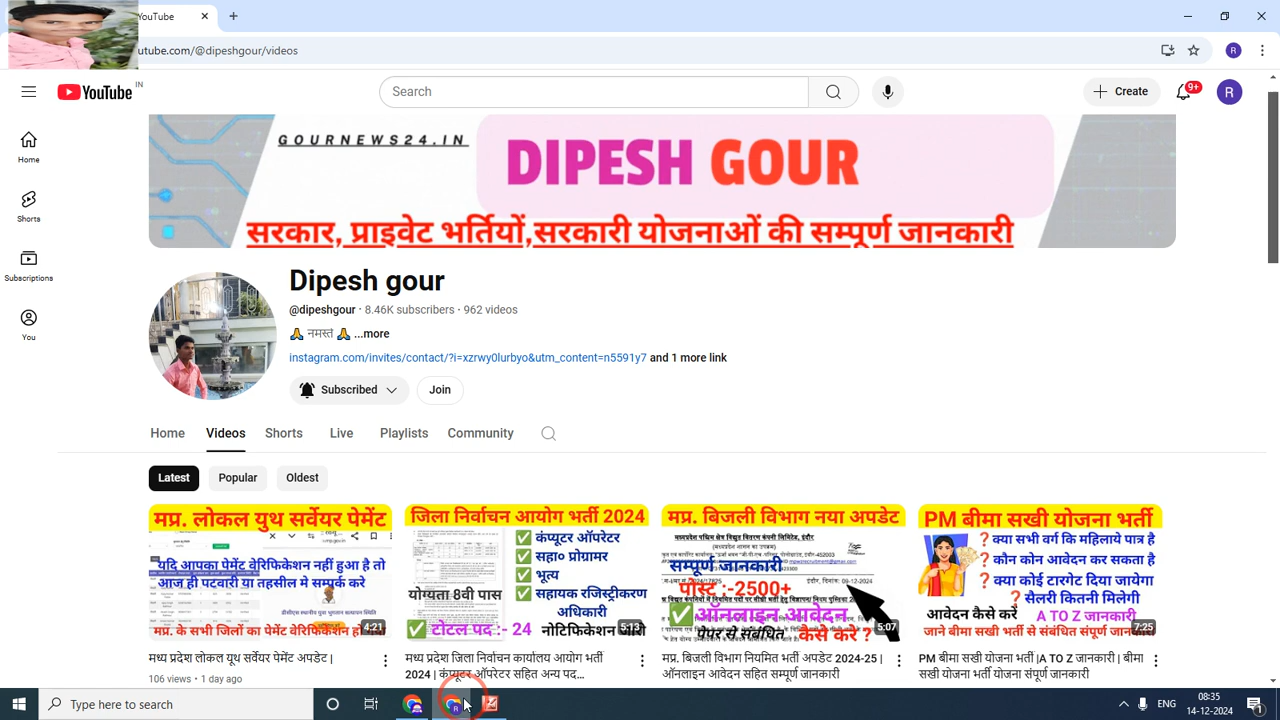 YouTube
utube.com/@dipeshgour/videos
R
YouTube IN
Search
Create
9+
R
GOURNEWS24.IN
DIPESH GOUR
सरकार, प्राइवेट भर्तियों,सरकारी योजनाओं की सम्पूर्ण जानकारी
Home
Shorts
Subscriptions
You
Dipesh gour
@dipeshgour · 8.46K subscribers · 962 videos
🙏 नमस्ते 🙏 ...more
instagram.com/invites/contact/?i=xzrwy0lurbyo&utm_content=n5591y7 and 1 more link
Subscribed
Join
Home Videos Shorts Live Playlists Community
Latest Popular Oldest
मप्र. लोकल युथ सर्वेयर पेमेंट
यदि आपका पेमेंट वेरिफिकेशन नहीं हुआ है तो
आज ही पटवारी या तहसील मे सम्पर्क करे
मप्र. के सभी जिलों का पेमेंट वेरिफिकेशन हो
4:21
मध्य प्रदेश लोकल यूथ सर्वेयर पेमेंट अपडेट |
106 views · 1 day ago
जिला निर्वाचन आयोग भर्ती 2024
✅ कंप्यूटर ऑपरेटर
✅ सहा० प्रोग्रामर
✅ भृत्य
✅ सहायक रजिस्ट्रीकरण
अधिकारी
योग्यता 8वी पास
✅ टोटल पद :- 24
नोटिफिकेशन जारी
5:13
मध्य प्रदेश जिला निर्वाचन कार्यालय आयोग भर्ती
2024 | कंप्यूटर ऑपरेटर सहित अन्य पद...
मप्र. बिजली विभाग नया अपडेट
सम्पूर्ण जानकारी
-2500+
✅ऑनलाइन आवेदन
पेपर से संबंधित
कैसे करे ?
5:07
मप्र. बिजली विभाग नियमित भर्ती अपडेट 2024-25 |
ऑनलाइन आवेदन सहित सम्पूर्ण जानकारी
PM बीमा सखी योजना भर्ती
❓क्या सभी वर्ग कि महिलाये पात्र है
❓कौन कोन आवेदन कर सकता है
❓क्या कोई टारगेट दिया जायेगा
❓सेलरी कितनी मिलेगी
आवेदन कैसे करें
A TO Z जानकारी
जाने बीमा सखी भर्ती से संबंधित संपूर्ण जानकारी
7:25
PM बीमा सखी योजना भर्ती |A TO Z जानकारी | बीमा
सखी योजना भर्ती योजना संपूर्ण जानकारी
Type here to search
R
08:35
14-12-2024